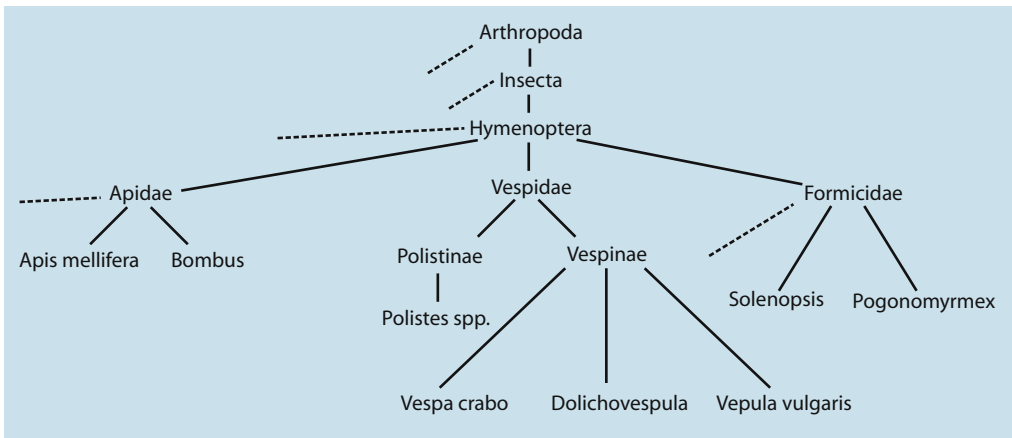 Arthropoda
Insecta
Hymenoptera
Apidae
Vespidae
Formicidae
Apis mellifera
Bombus
Polistinae
Vespinae
Solenopsis
Pogonomyrmex
Polistes spp.
Vespa crabo
Dolichovespula
Vepula vulgaris